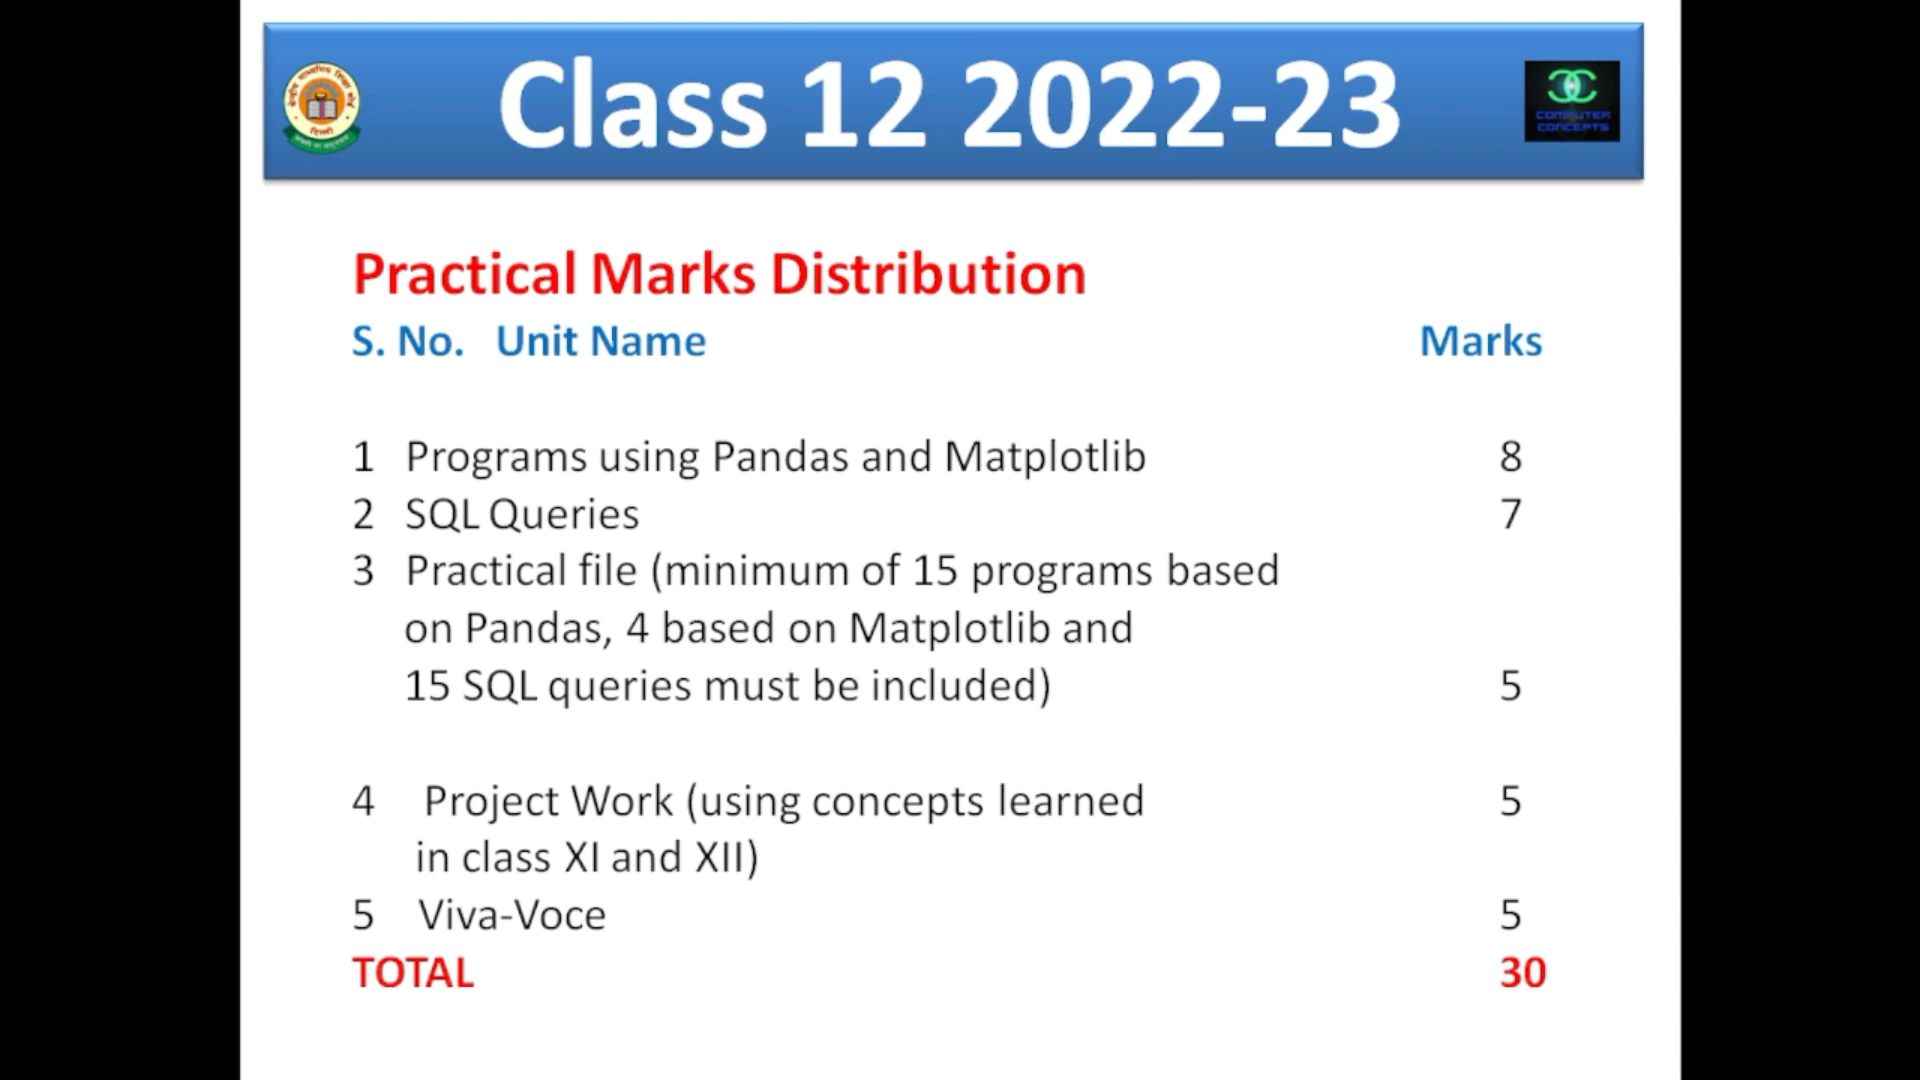 Class 12 2022-23
COMPUTER
CONCEPTS
Practical Marks Distribution
S. No. Unit Name Marks
1 Programs using Pandas and Matplotlib 8
2 SQL Queries 7
3 Practical file (minimum of 15 programs based
on Pandas, 4 based on Matplotlib and
15 SQL queries must be included) 5
4 Project Work (using concepts learned 5
in class XI and XII)
5 Viva-Voce 5
TOTAL 30